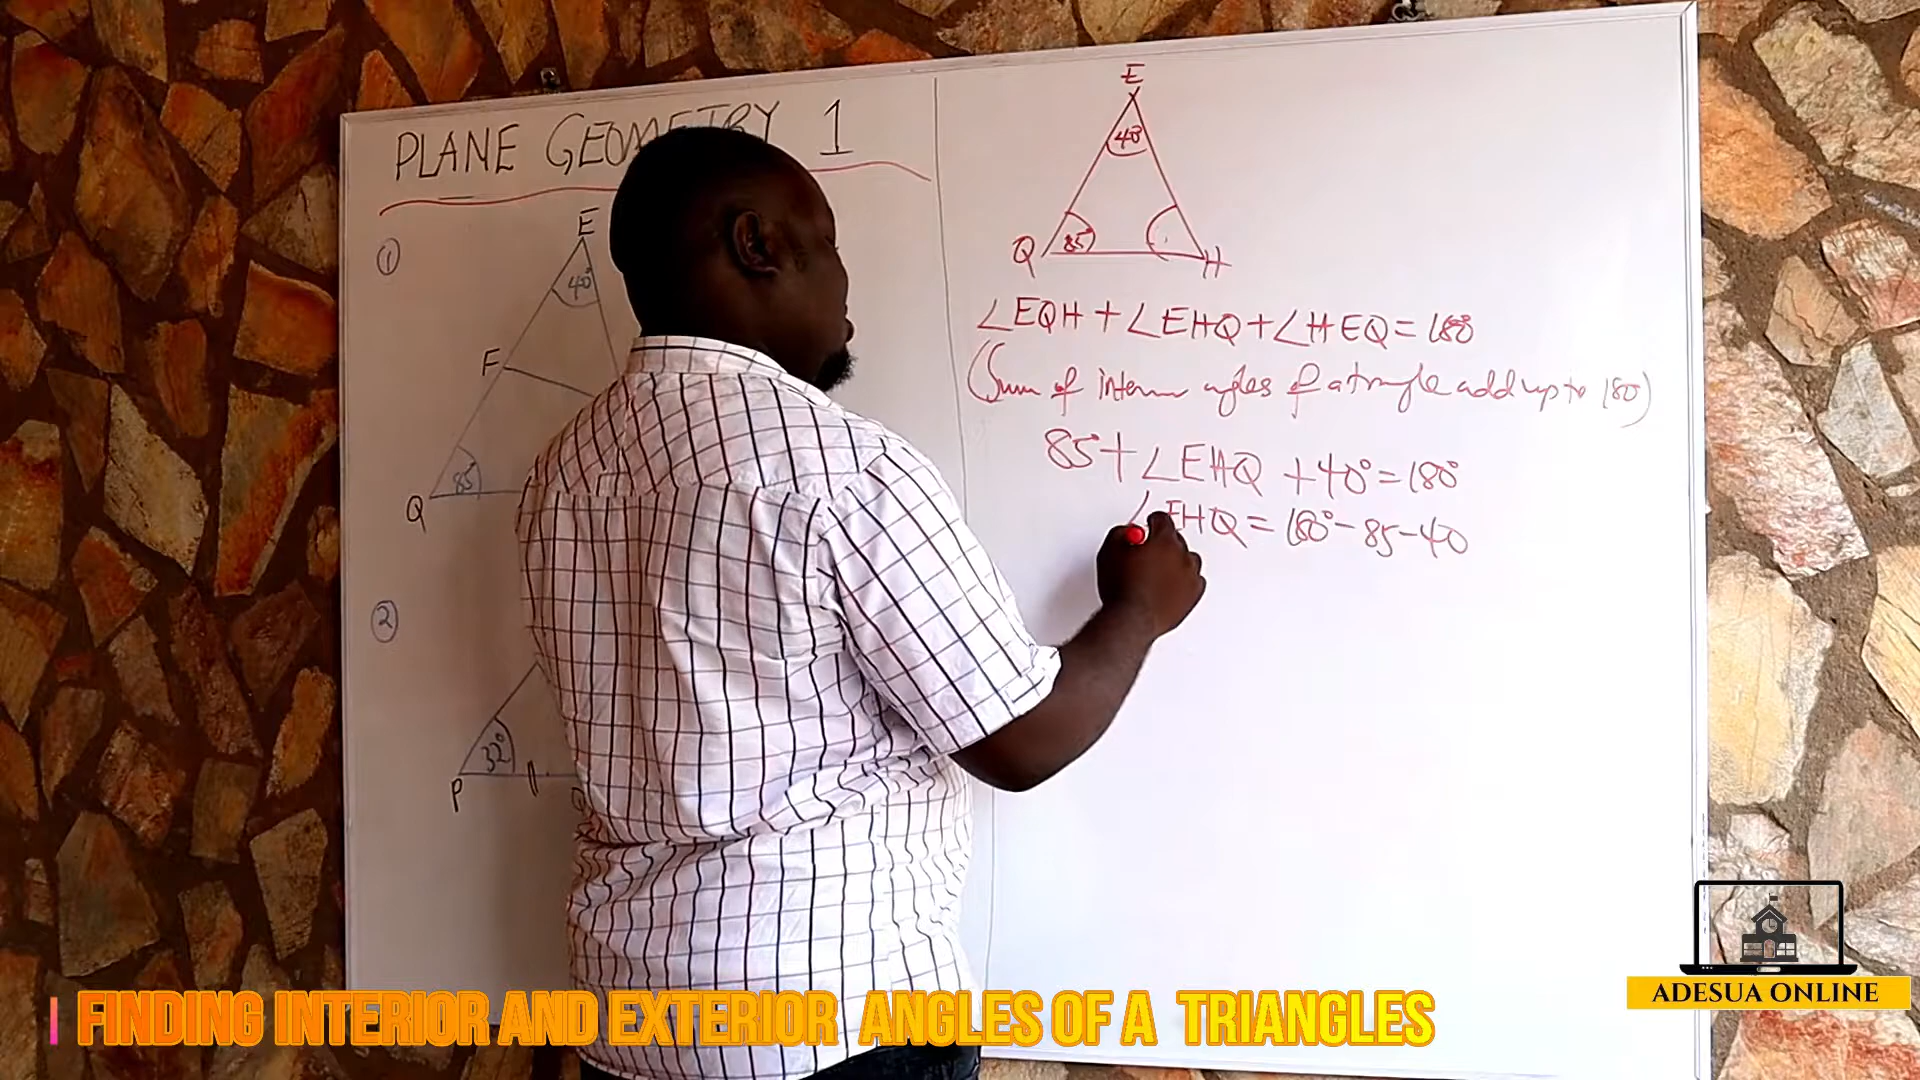 PLANE GEOMETRY 1
1
E
40°
F
85°
Q
2
32°
P
E
40°
Q
85°
H
∠EQH + ∠EHQ + ∠HEQ = 180°
(Sum of interior angles of a triangle add up to 180)
85° + ∠EHQ + 40° = 180°
∠EHQ = 180° - 85 - 40
ADESUA ONLINE
FINDING INTERIOR AND EXTERIOR ANGLES OF A TRIANGLES